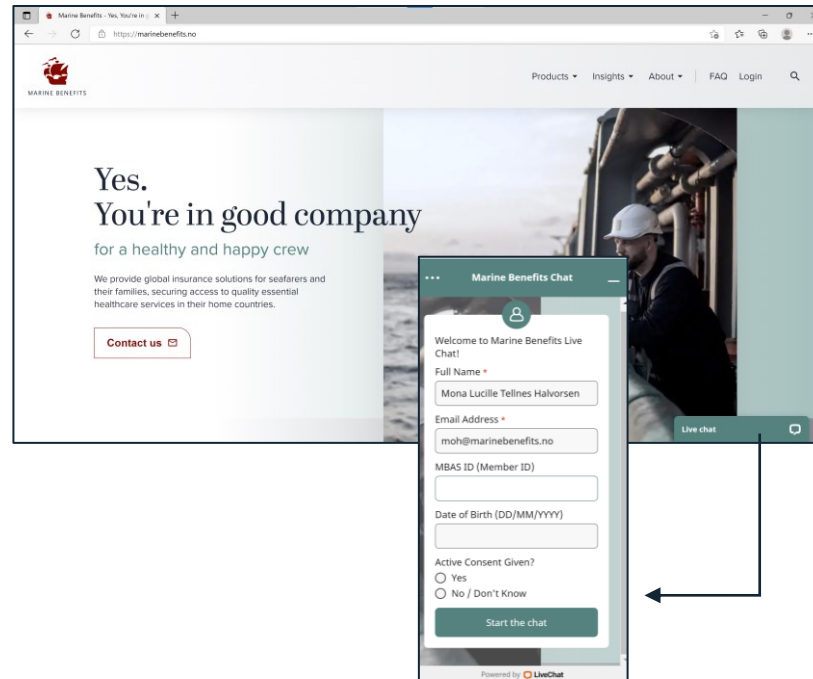 Marine Benefits - Yes, You're in g
https://marinebenefits.no
MARINE BENEFITS
Products Insights About FAQ Login
Yes.
You're in good company
for a healthy and happy crew
We provide global insurance solutions for seafarers and
their families, securing access to quality essential
healthcare services in their home countries.
Contact us
Live chat
Marine Benefits Chat
Welcome to Marine Benefits Live
Chat!
Full Name *
Mona Lucille Tellnes Halvorsen
Email Address *
moh@marinebenefits.no
MBAS ID (Member ID)
Date of Birth (DD/MM/YYYY)
Active Consent Given?
Yes
No / Don't Know
Start the chat
Powered by LiveChat